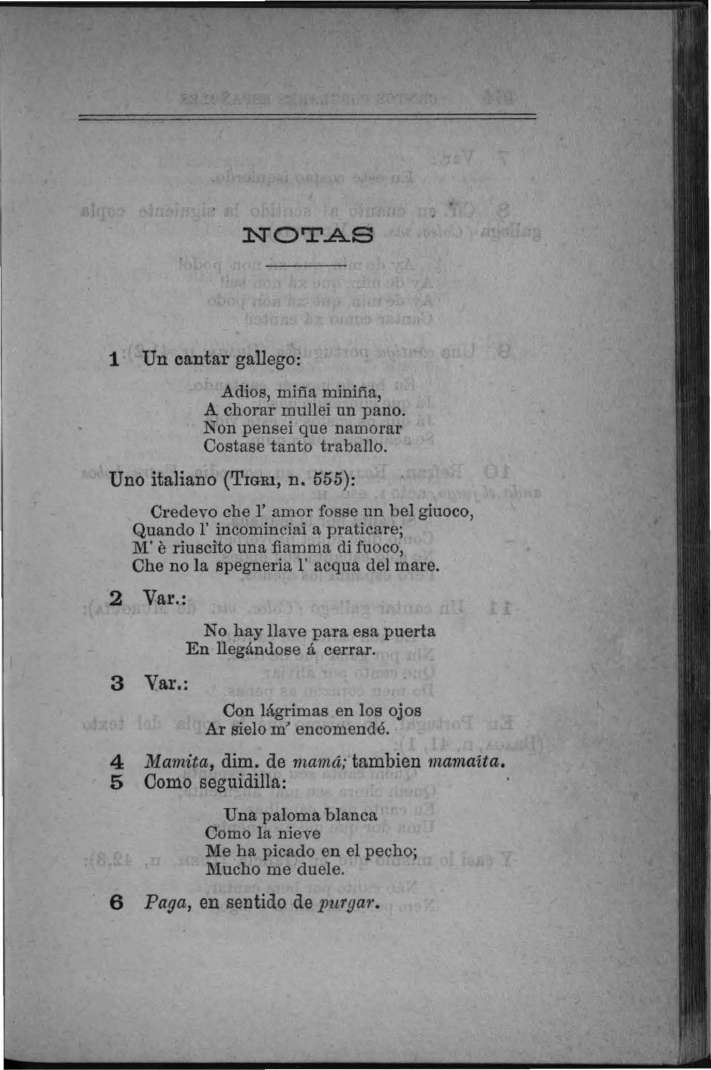 NOTAS
1 Un cantar gallego:
Adios, miña miniña,
A chorar mullei un pano.
Non pensei que namorar
Costase tanto traballo.
Uno italiano (TIGRI, n. 555):
Credevo che l' amor fosse un bel giuoco,
Quando l' incominciai a praticare;
M' è riuscito una fiamma di fuoco,
Che no la spegneria l' acqua del mare.
2 Var.:
No hay llave para esa puerta
En llegándose á cerrar.
3 Var.:
Con lágrimas en los ojos
Ar sielo m' encomendé.
4 Mamita, dim. de mamá; tambien mamaita.
5 Como seguidilla:
Una paloma blanca
Como la nieve
Me ha picado en el pecho;
Mucho me duele.
6 Paga, en sentido de purgar.